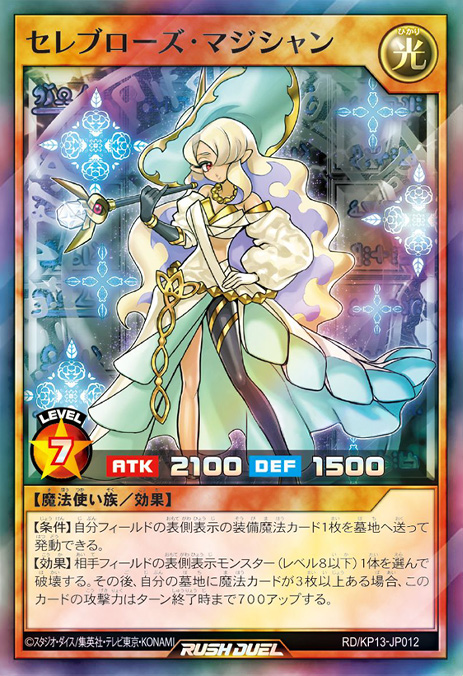 セレブローズ・マジシャン
ひかり
光
LEVEL
7
ATK 2100 DEF 1500
【魔法使い族／効果】
【条件】自分フィールドの表側表示の装備魔法カード1枚を墓地へ送って
発動できる。
【効果】相手フィールドの表側表示モンスター(レベル8以下)1体を選んで
破壊する。その後、自分の墓地に魔法カードが3枚以上ある場合、この
カードの攻撃力はターン終了時まで700アップする。
©スタジオ・ダイス/集英社・テレビ東京・KONAMI
RUSH DUEL
RD/KP13-JP012